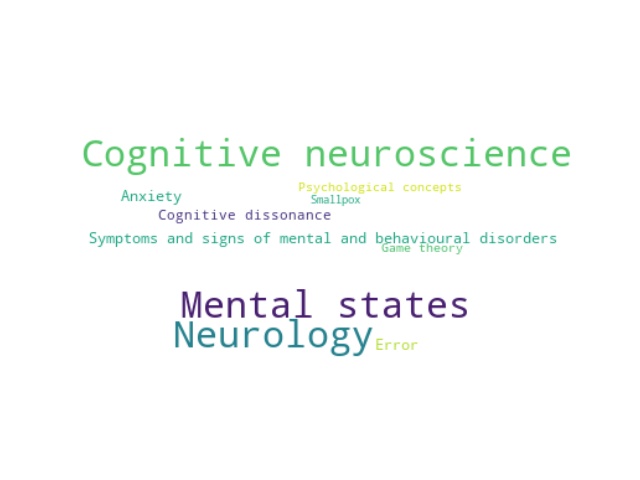 Cognitive neuroscience
Psychological concepts
Anxiety
Smallpox
Cognitive dissonance
Symptoms and signs of mental and behavioural disorders
Game theory
Mental states
Neurology
Error